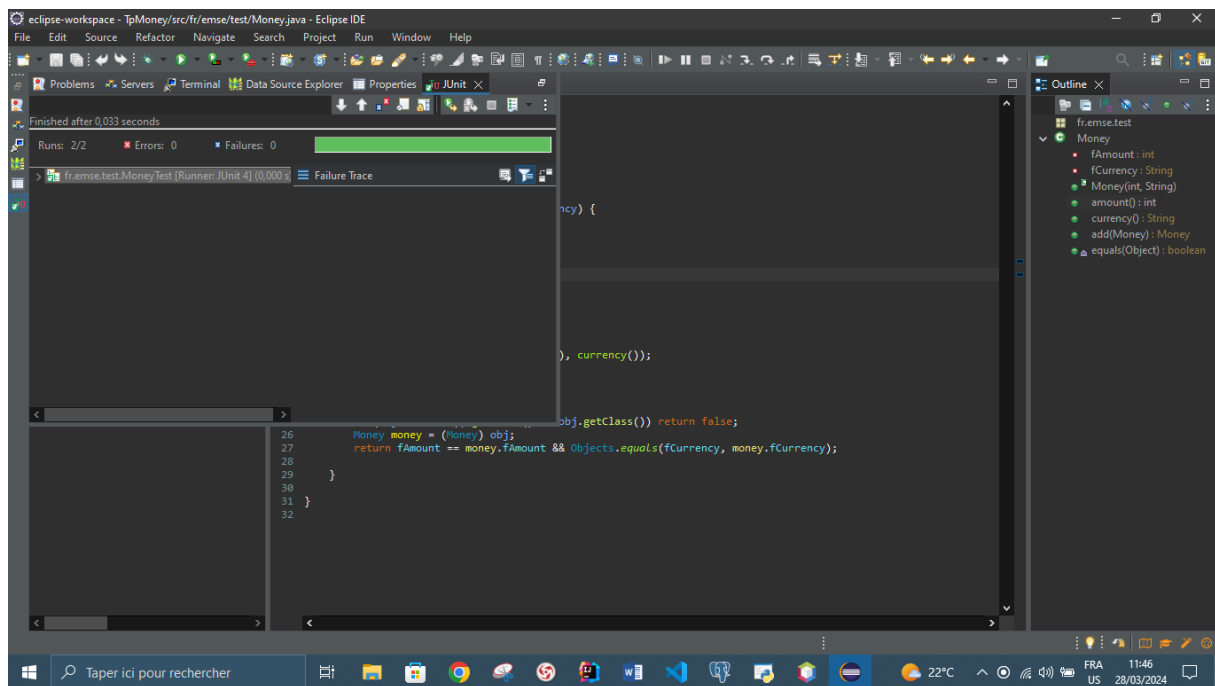 eclipse-workspace - TpMoney/src/fr/emse/test/Money.java - Eclipse IDE
File Edit Source Refactor Navigate Search Project Run Window Help
Problems Servers Terminal Data Source Explorer Properties JUnit
Finished after 0,033 seconds
Runs: 2/2 Errors: 0 Failures: 0
fr.emse.test.MoneyTest [Runner: JUnit 4] (0,000 s
Failure Trace
ncy) {
), currency());
obj.getClass()) return false;
26 Money money = (Money) obj;
27 return fAmount == money.fAmount && Objects.equals(fCurrency, money.fCurrency);
28
29 }
30
31 }
32
Outline
fr.emse.test
Money
fAmount : int
fCurrency : String
Money(int, String)
amount() : int
currency() : String
add(Money) : Money
equals(Object) : boolean
Taper ici pour rechercher
22°C
FRA
US
11:46
28/03/2024